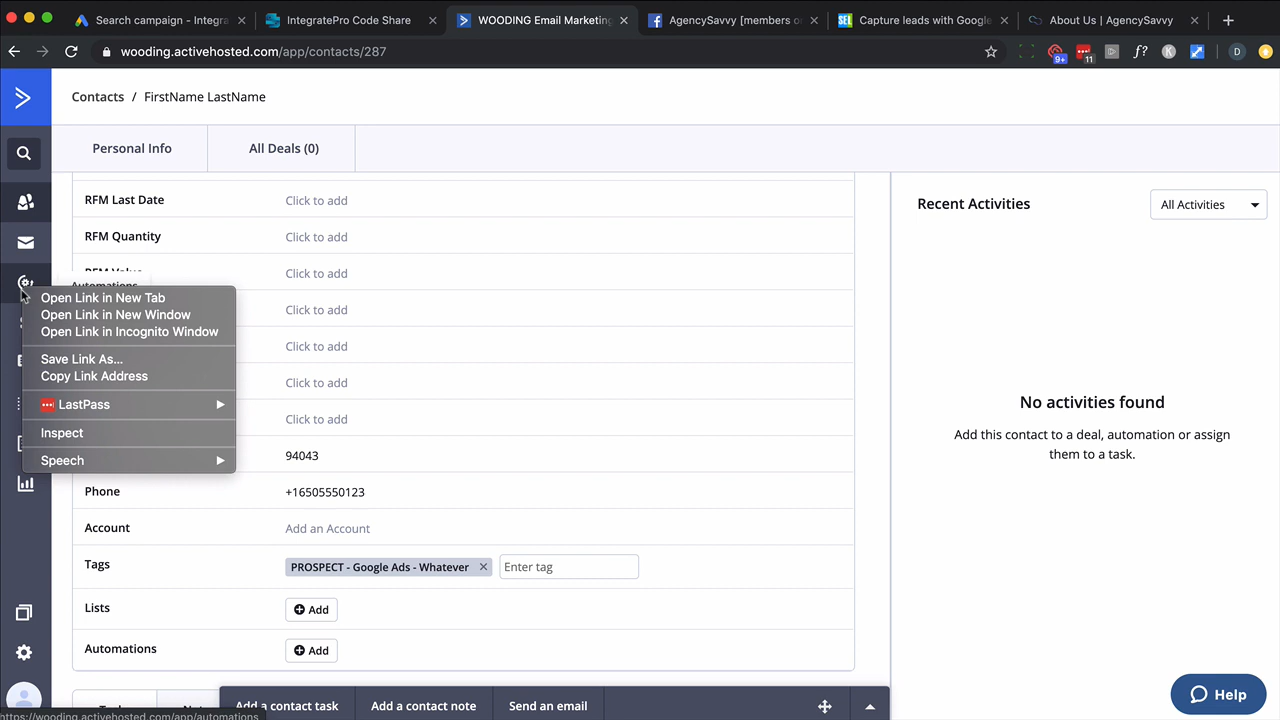 Search campaign - Integra
IntegratePro Code Share
WOODING Email Marketing
AgencySavvy [members o
Capture leads with Google
About Us | AgencySavvy
wooding.activehosted.com/app/contacts/287
9+
11
f?
K
D
Contacts / FirstName LastName
Personal Info
All Deals (0)
RFM Last Date
Click to add
Recent Activities
All Activities
RFM Quantity
Click to add
RFM Value
Click to add
Automations
Open Link in New Tab
Open Link in New Window
Open Link in Incognito Window
Save Link As...
Copy Link Address
LastPass
Inspect
Speech
Click to add
Click to add
Click to add
Click to add
94043
No activities found
Add this contact to a deal, automation or assign
them to a task.
Phone
+16505550123
Account
Add an Account
Tags
PROSPECT - Google Ads - Whatever
Enter tag
Lists
Add
Automations
Add
Add a contact task
Add a contact note
Send an email
Help
https://wooding.activehosted.com/app/automations